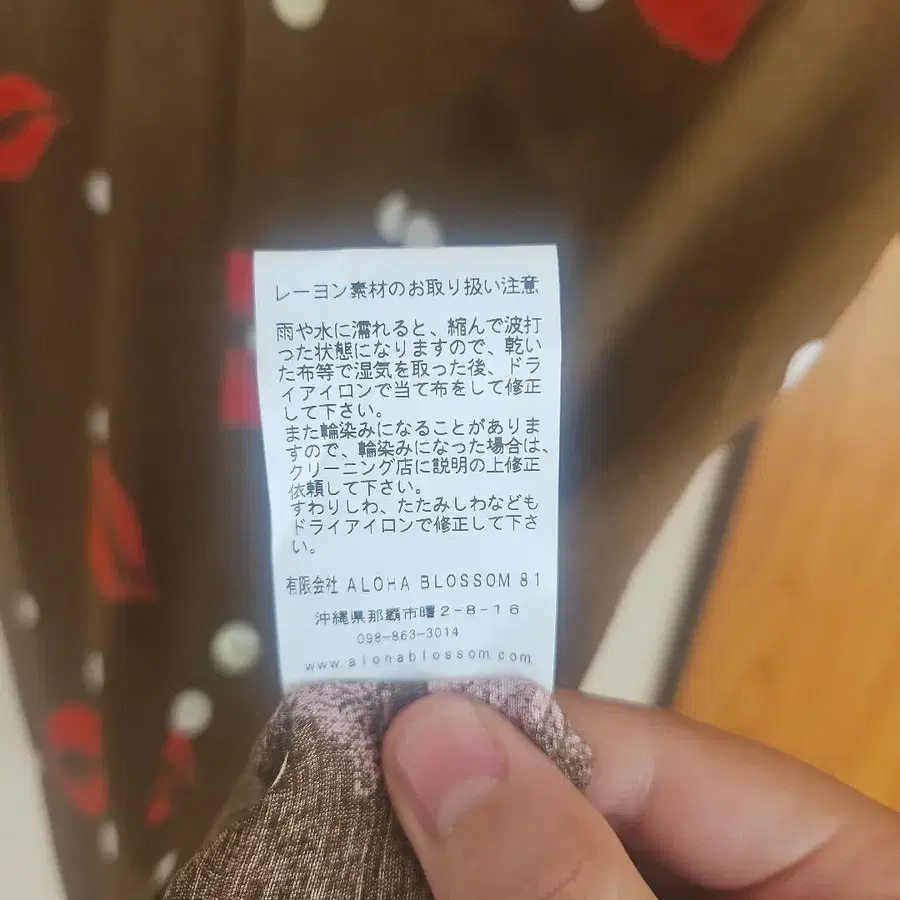 レーヨン素材のお取り扱い注意
雨や水に濡れると、縮んで波打
った状態になりますので、乾い
た布等で湿気を取った後、ドラ
イアイロンで当て布をして修正
して下さい。
また輪染みになることがありま
すので、輪染みになった場合は、
クリーニング店に説明の上修正
依頼して下さい。
すわりしわ、たたみしわなども
ドライアイロンで修正して下さ
い。
有限会社 ALOHA BLOSSOM 81
沖縄県那覇市曙2-8-16
098-863-3014
www.alohablossom.com